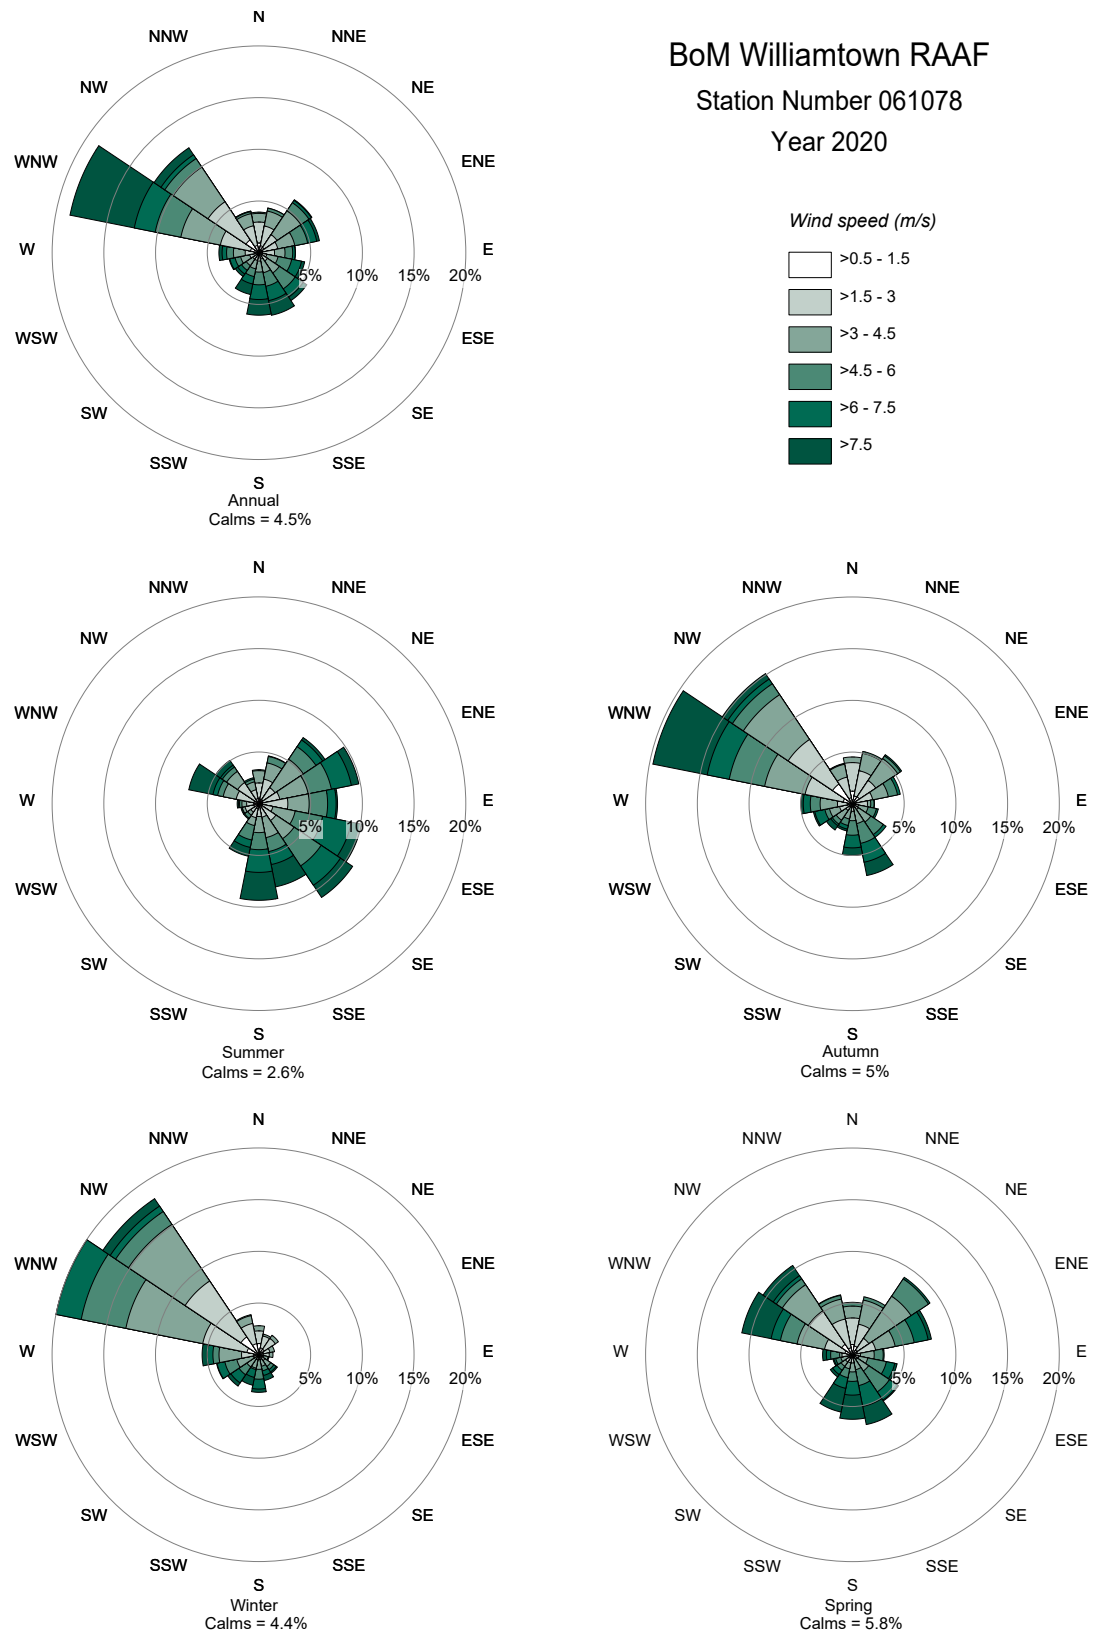 BoM Williamtown RAAF
Station Number 061078
Year 2020
Wind speed (m/s)
>0.5 - 1.5
>1.5 - 3
>3 - 4.5
>4.5 - 6
>6 - 7.5
>7.5
N
NNW NNE
NW NE
WNW ENE
W E
5% 10% 15% 20%
WSW ESE
SW SE
SSW SSE
S
Annual
Calms = 4.5%
N
NNW NNE
NW NE
WNW ENE
W E
5% 10% 15% 20%
WSW ESE
SW SE
SSW SSE
S
Summer
Calms = 2.6%
N
NNW NNE
NW NE
WNW ENE
W E
5% 10% 15% 20%
WSW ESE
SW SE
SSW SSE
S
Autumn
Calms = 5%
N
NNW NNE
NW NE
WNW ENE
W E
5% 10% 15% 20%
WSW ESE
SW SE
SSW SSE
S
Winter
Calms = 4.4%
N
NNW NNE
NW NE
WNW ENE
W E
5% 10% 15% 20%
WSW ESE
SW SE
SSW SSE
S
Spring
Calms = 5.8%